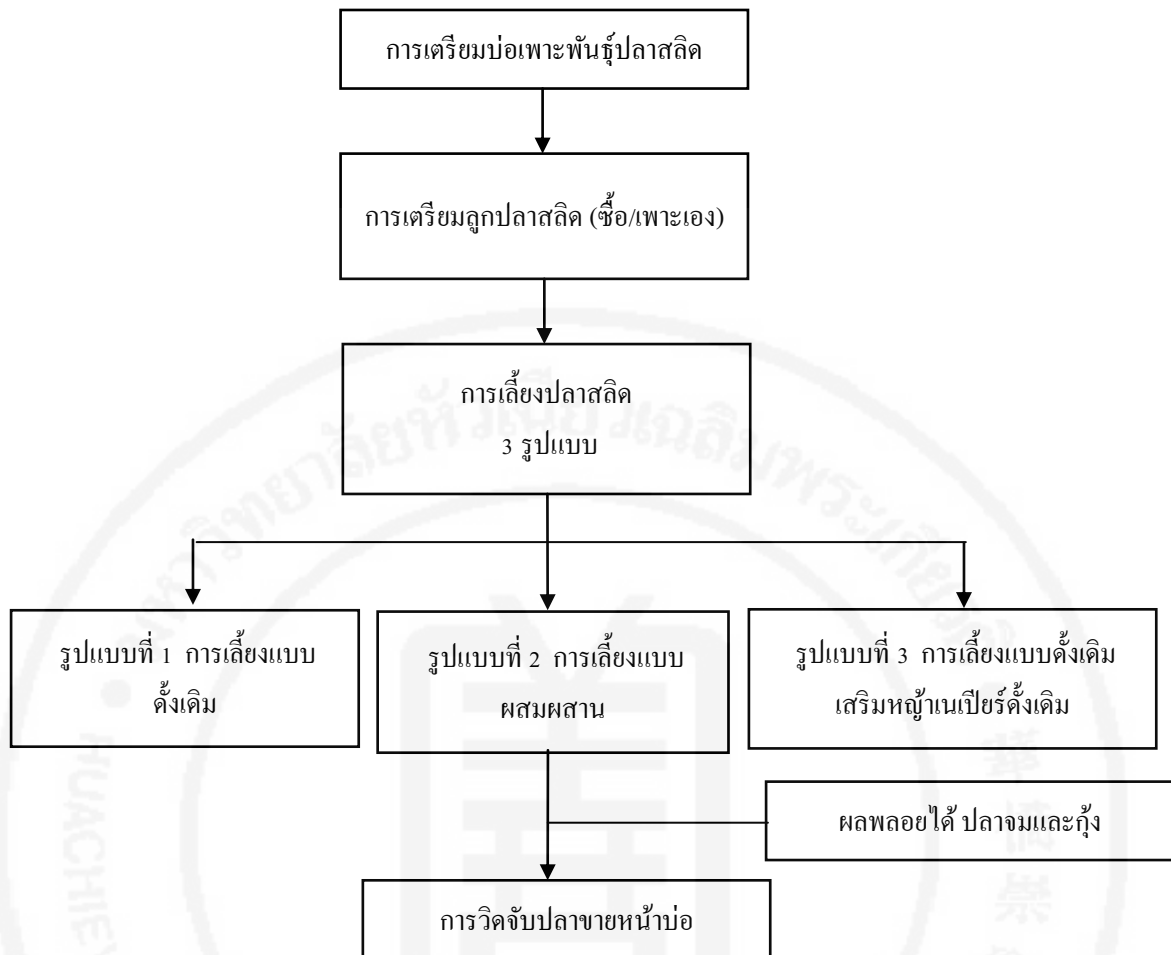 การเตรียมบ่อเพาะพันธุ์ปลาสลิด
การเตรียมลูกปลาสลิด (ซื้อ/เพาะเอง)
การเลี้ยงปลาสลิด
3 รูปแบบ
รูปแบบที่ 1 การเลี้ยงแบบ
ดั้งเดิม
รูปแบบที่ 2 การเลี้ยงแบบ
ผสมผสาน
รูปแบบที่ 3 การเลี้ยงแบบดั้งเดิม
เสริมหญ้าเนเปียร์ดั้งเดิม
ผลพลอยได้ ปลาจมและกุ้ง
การวิดจับปลาขายหน้าบ่อ